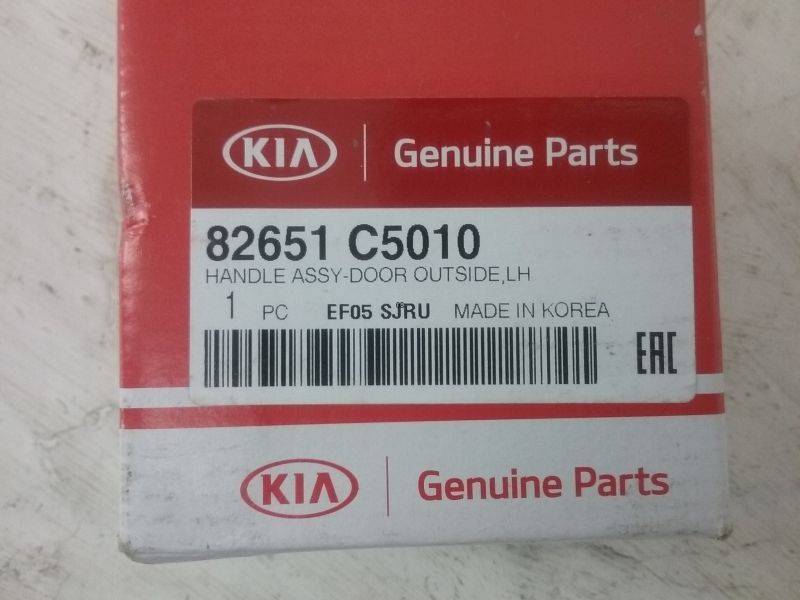 KIA Genuine Parts
82651 C5010
HANDLE ASSY-DOOR OUTSIDE,LH
1 PC EF05 SJRU MADE IN KOREA
EAC
KIA Genuine Parts